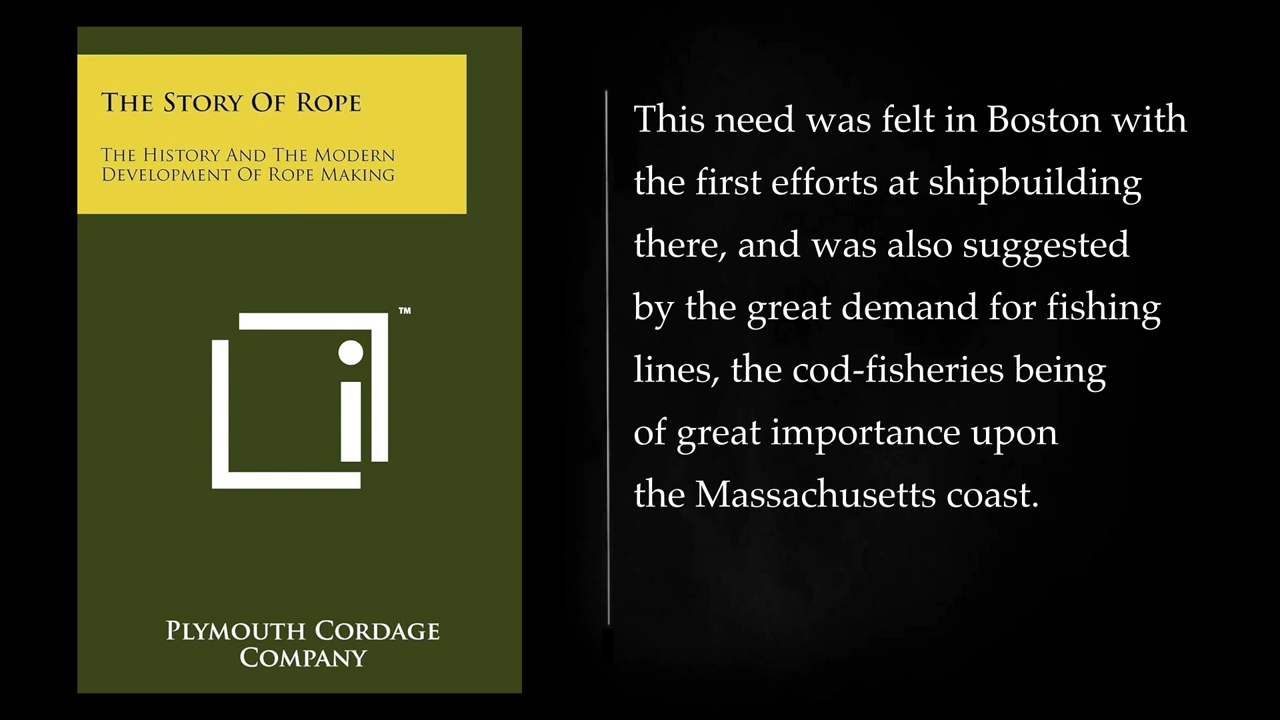 The Story Of Rope
The History And The Modern
Development Of Rope Making
TM
Plymouth Cordage
Company
This need was felt in Boston with
the first efforts at shipbuilding
there, and was also suggested
by the great demand for fishing
lines, the cod-fisheries being
of great importance upon
the Massachusetts coast.